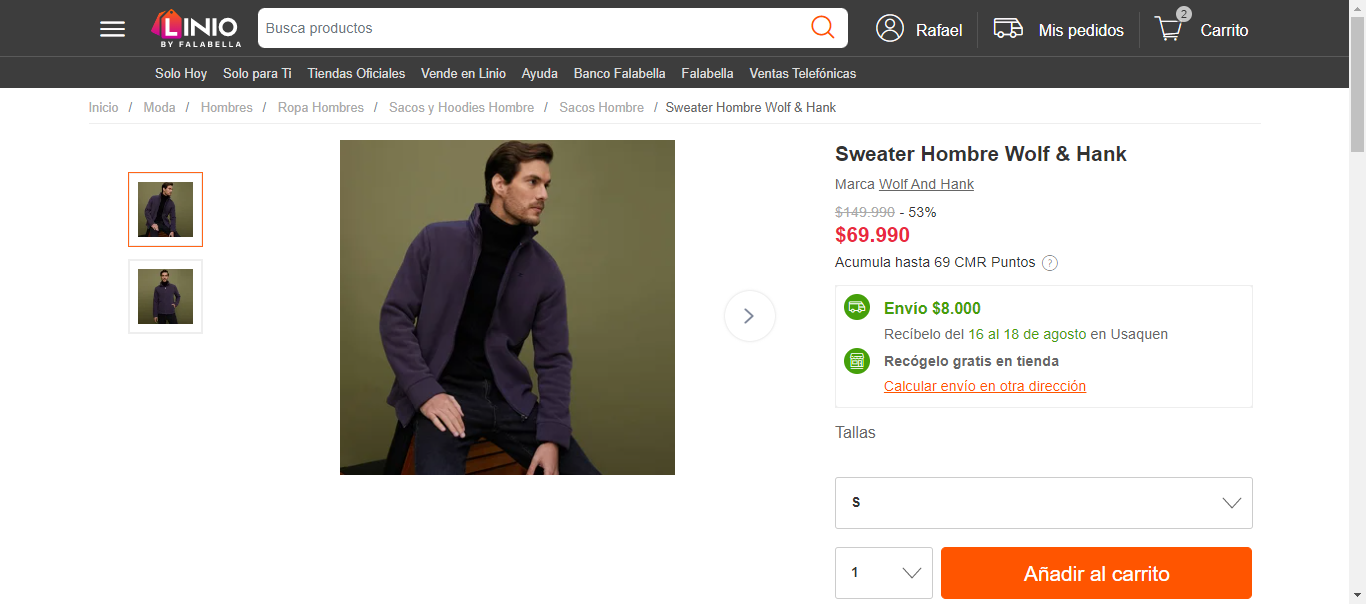 LINIO
BY FALABELLA
Busca productos
Rafael
Mis pedidos
2
Carrito
Solo Hoy Solo para Ti Tiendas Oficiales Vende en Linio Ayuda Banco Falabella Falabella Ventas Telefónicas
Inicio / Moda / Hombres / Ropa Hombres / Sacos y Hoodies Hombre / Sacos Hombre / Sweater Hombre Wolf & Hank
Sweater Hombre Wolf & Hank
Marca Wolf And Hank
$149.990 - 53%
$69.990
Acumula hasta 69 CMR Puntos ?
Envío $8.000
Recíbelo del 16 al 18 de agosto en Usaquen
Recógelo gratis en tienda
Calcular envío en otra dirección
Tallas
S
1
Añadir al carrito